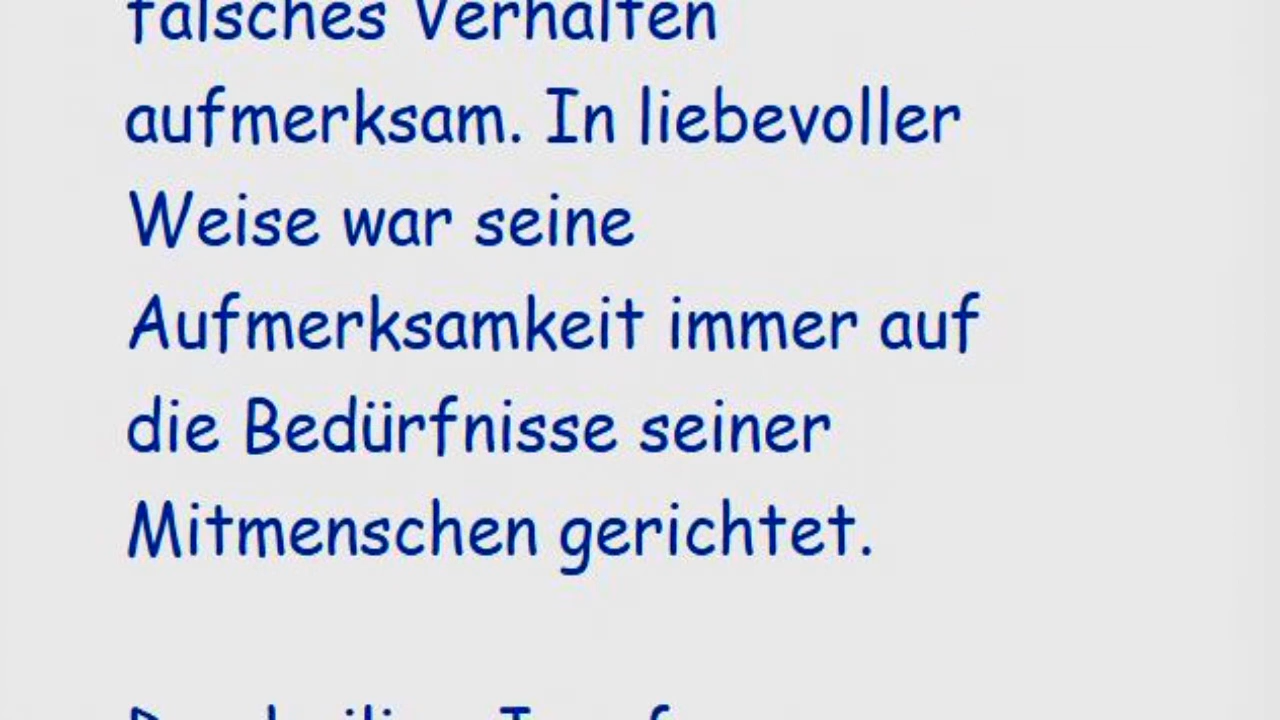 falsches Verhalten
aufmerksam. In liebevoller
Weise war seine
Aufmerksamkeit immer auf
die Bedürfnisse seiner
Mitmenschen gerichtet.